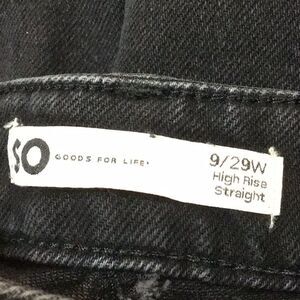 SO GOODS FOR LIFE•
9/29W
High Rise
Straight